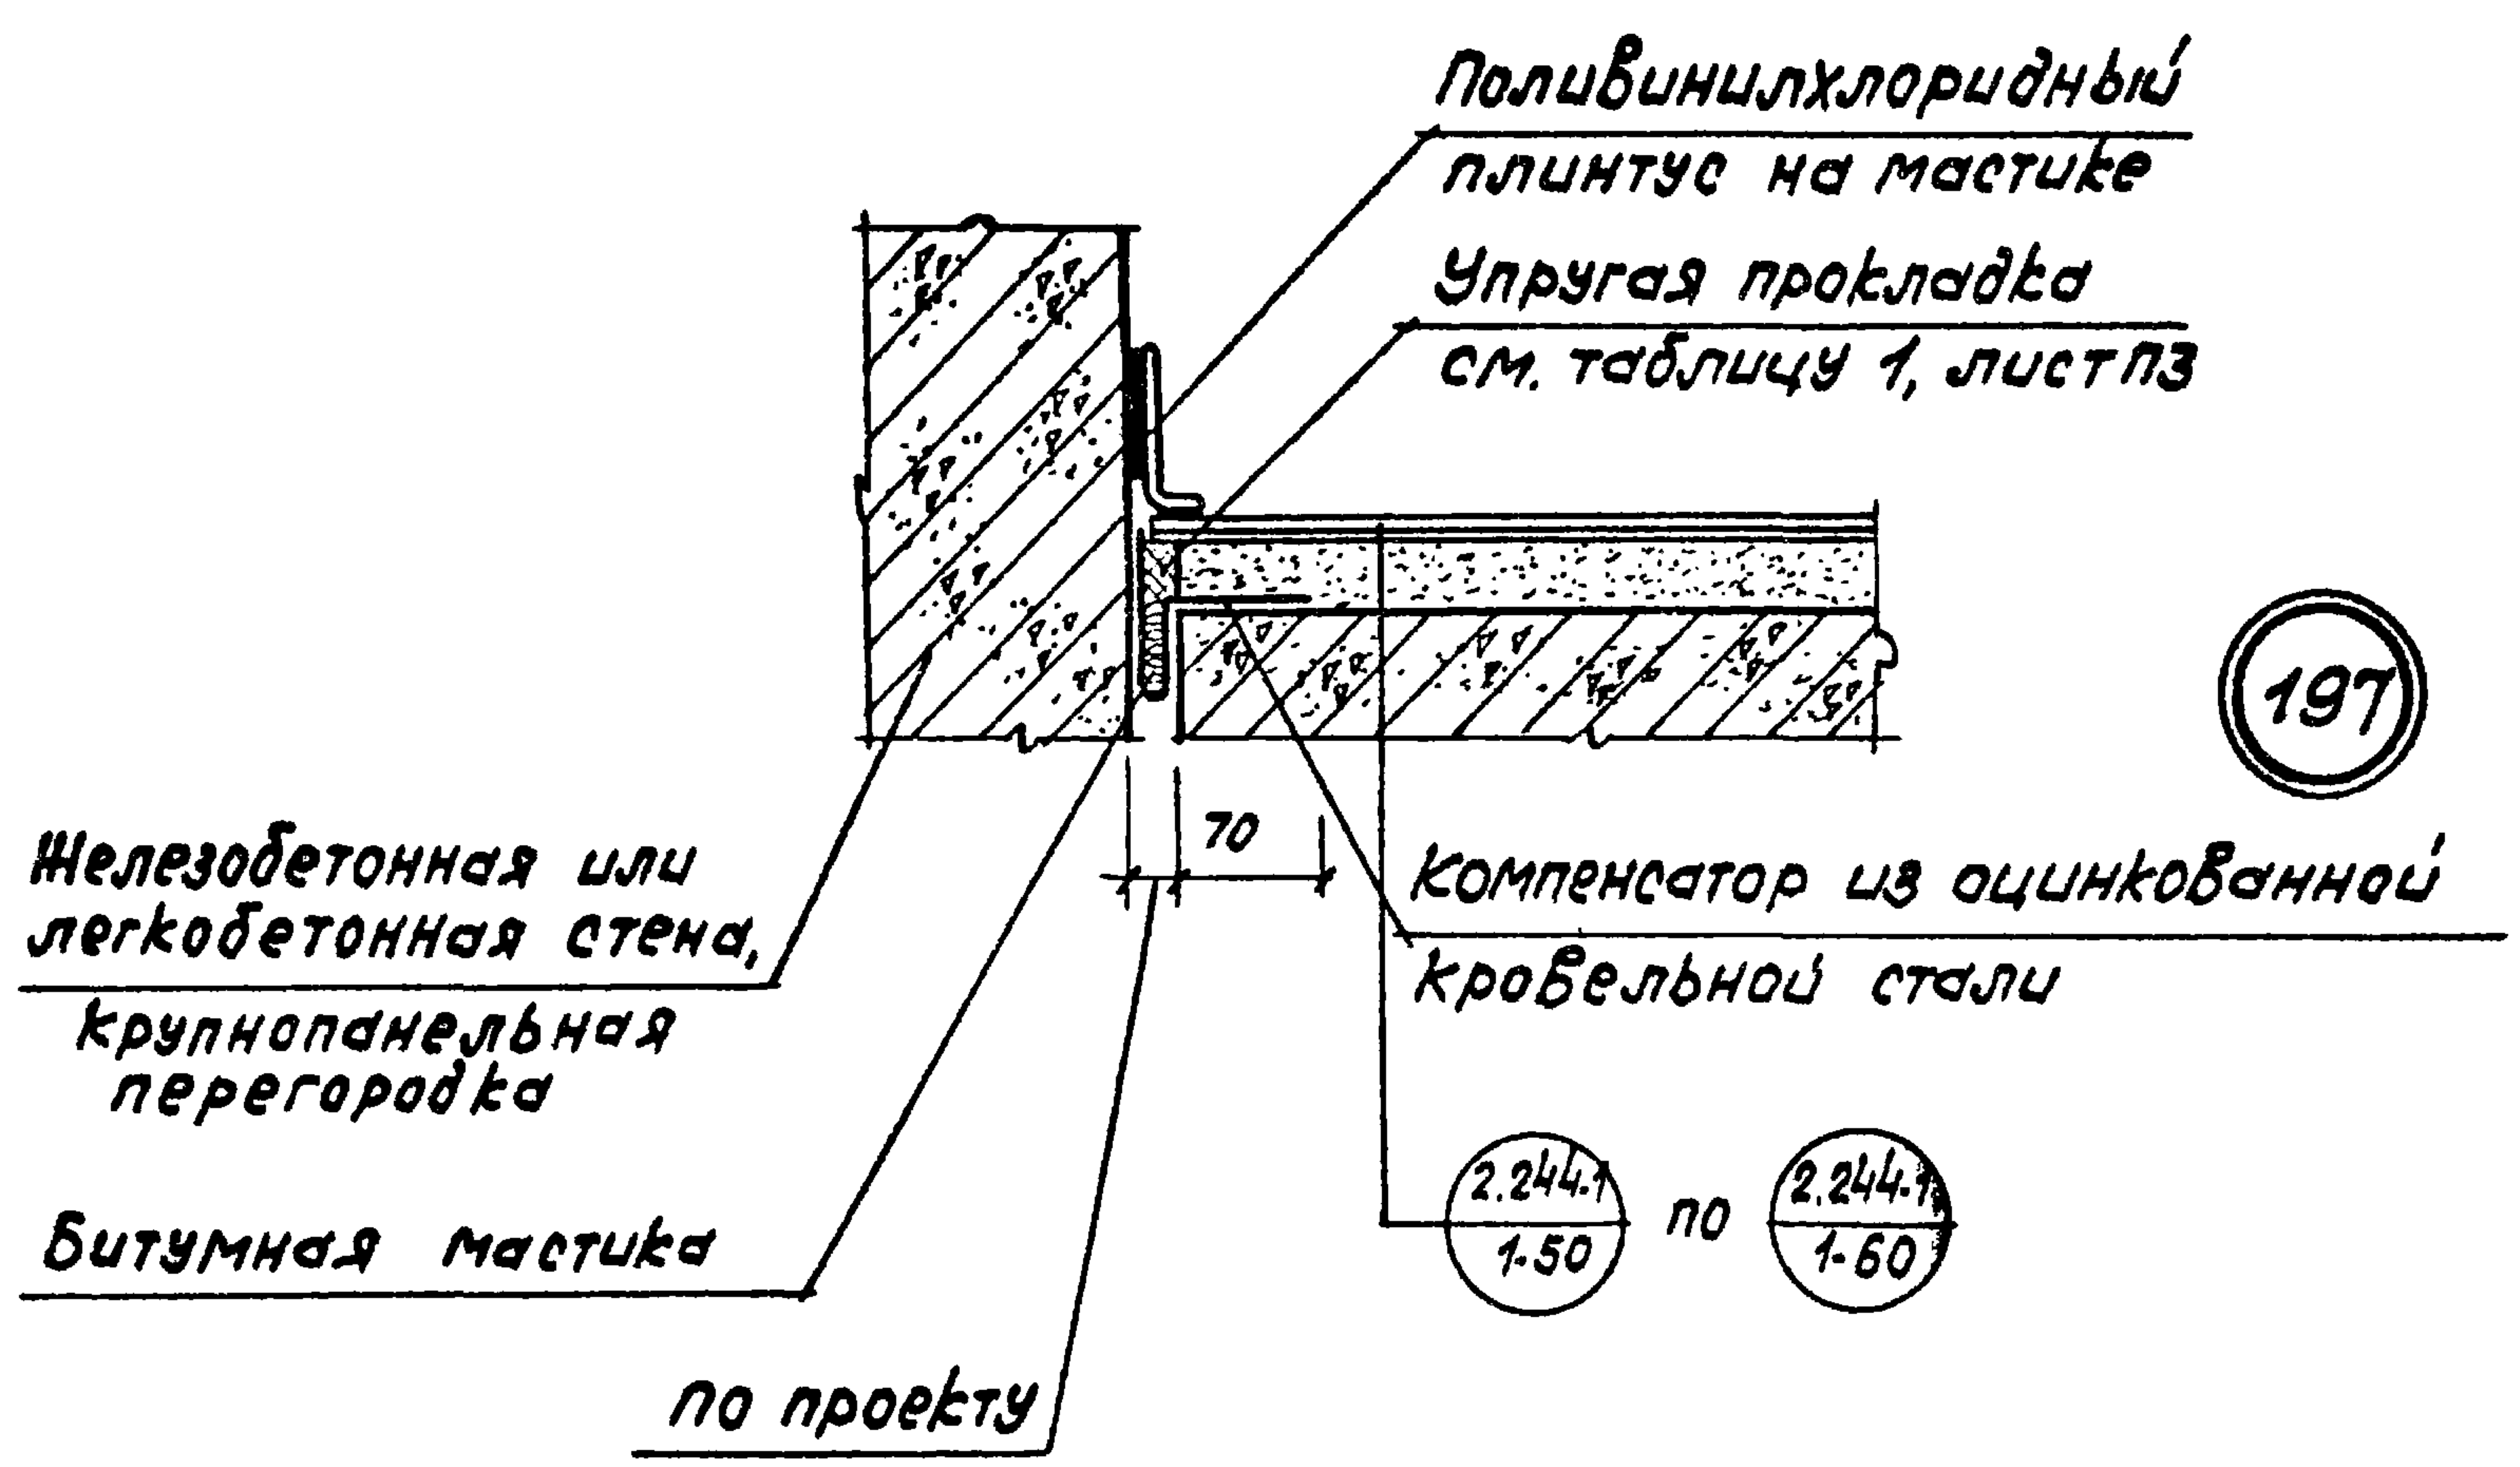 Поливинилхлоридный
плинтус на мастике
Упругая прокладка
см. таблицу 1, лист П3
197
70
Железобетонная или
легкобетонная стена,
крупнопанельная
перегородка
Компенсатор из оцинкованной
кровельной стали
Битумная мастика
2.244-1
1-50
по
2.244-1
1-60
по проекту